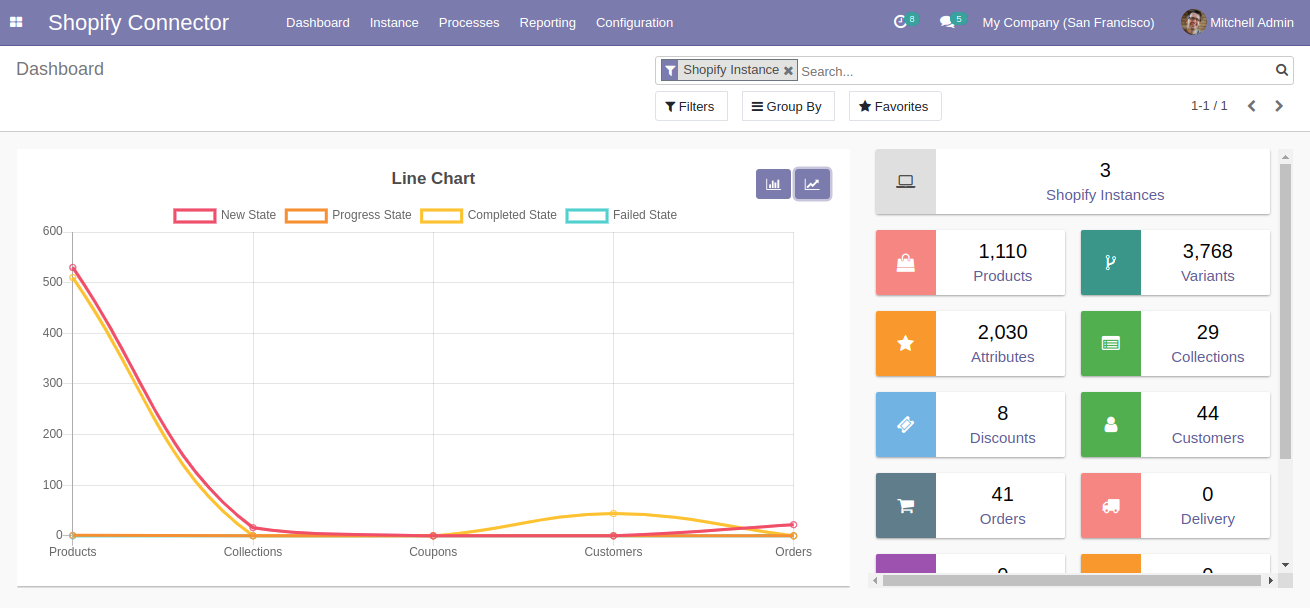 Shopify Connector Dashboard Instance Processes Reporting Configuration 8 5 My Company (San Francisco) Mitchell Admin
Dashboard
Shopify Instance Search...
Filters Group By Favorites 1-1 / 1
Line Chart
New State Progress State Completed State Failed State
600
500
400
300
200
100
0
Products Collections Coupons Customers Orders
3
Shopify Instances
1,110
Products
3,768
Variants
2,030
Attributes
29
Collections
8
Discounts
44
Customers
41
Orders
0
Delivery